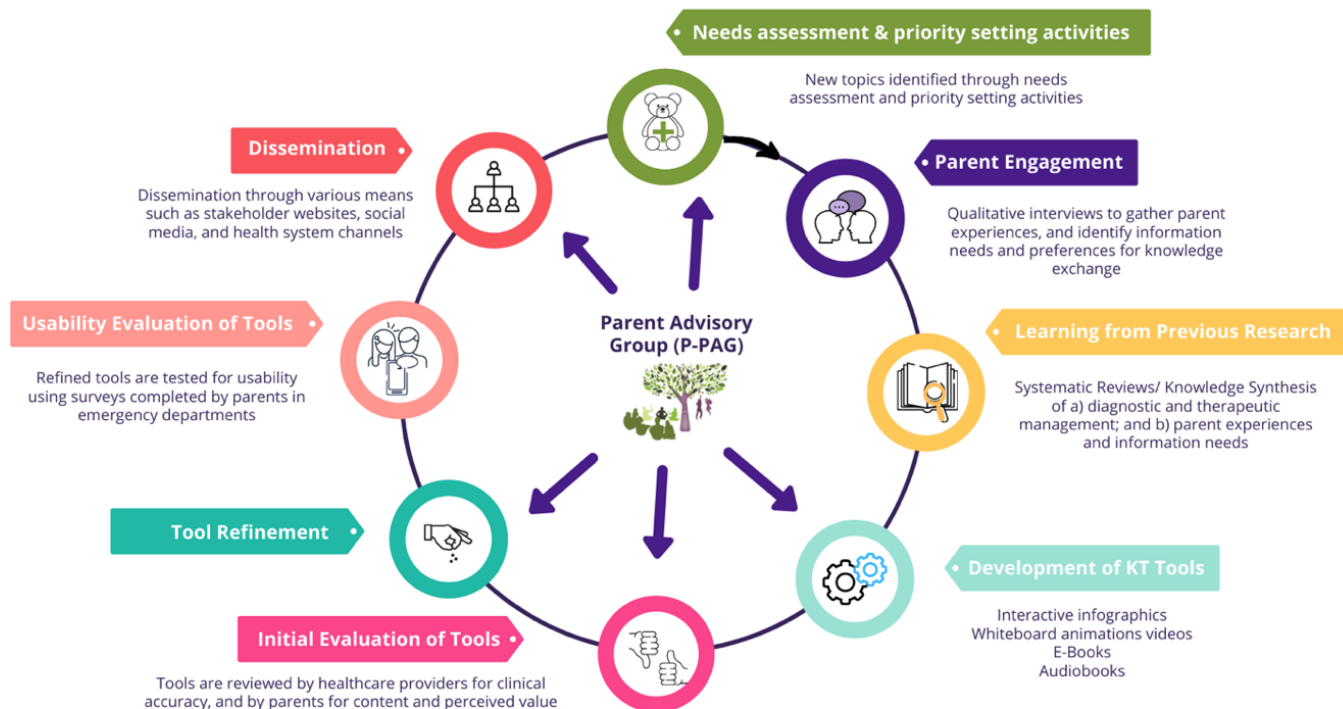 Needs assessment & priority setting activities
New topics identified through needs
assessment and priority setting activities
Parent Engagement
Qualitative interviews to gather parent
experiences, and identify information
needs and preferences for knowledge
exchange
Learning from Previous Research
Systematic Reviews/ Knowledge Synthesis
of a) diagnostic and therapeutic
management; and b) parent experiences
and information needs
Development of KT Tools
Interactive infographics
Whiteboard animations videos
E-Books
Audiobooks
Initial Evaluation of Tools
Tools are reviewed by healthcare providers for clinical
accuracy, and by parents for content and perceived value
Tool Refinement
Usability Evaluation of Tools
Refined tools are tested for usability
using surveys completed by parents in
emergency departments
Dissemination
Dissemination through various means
such as stakeholder websites, social
media, and health system channels
Parent Advisory
Group (P-PAG)